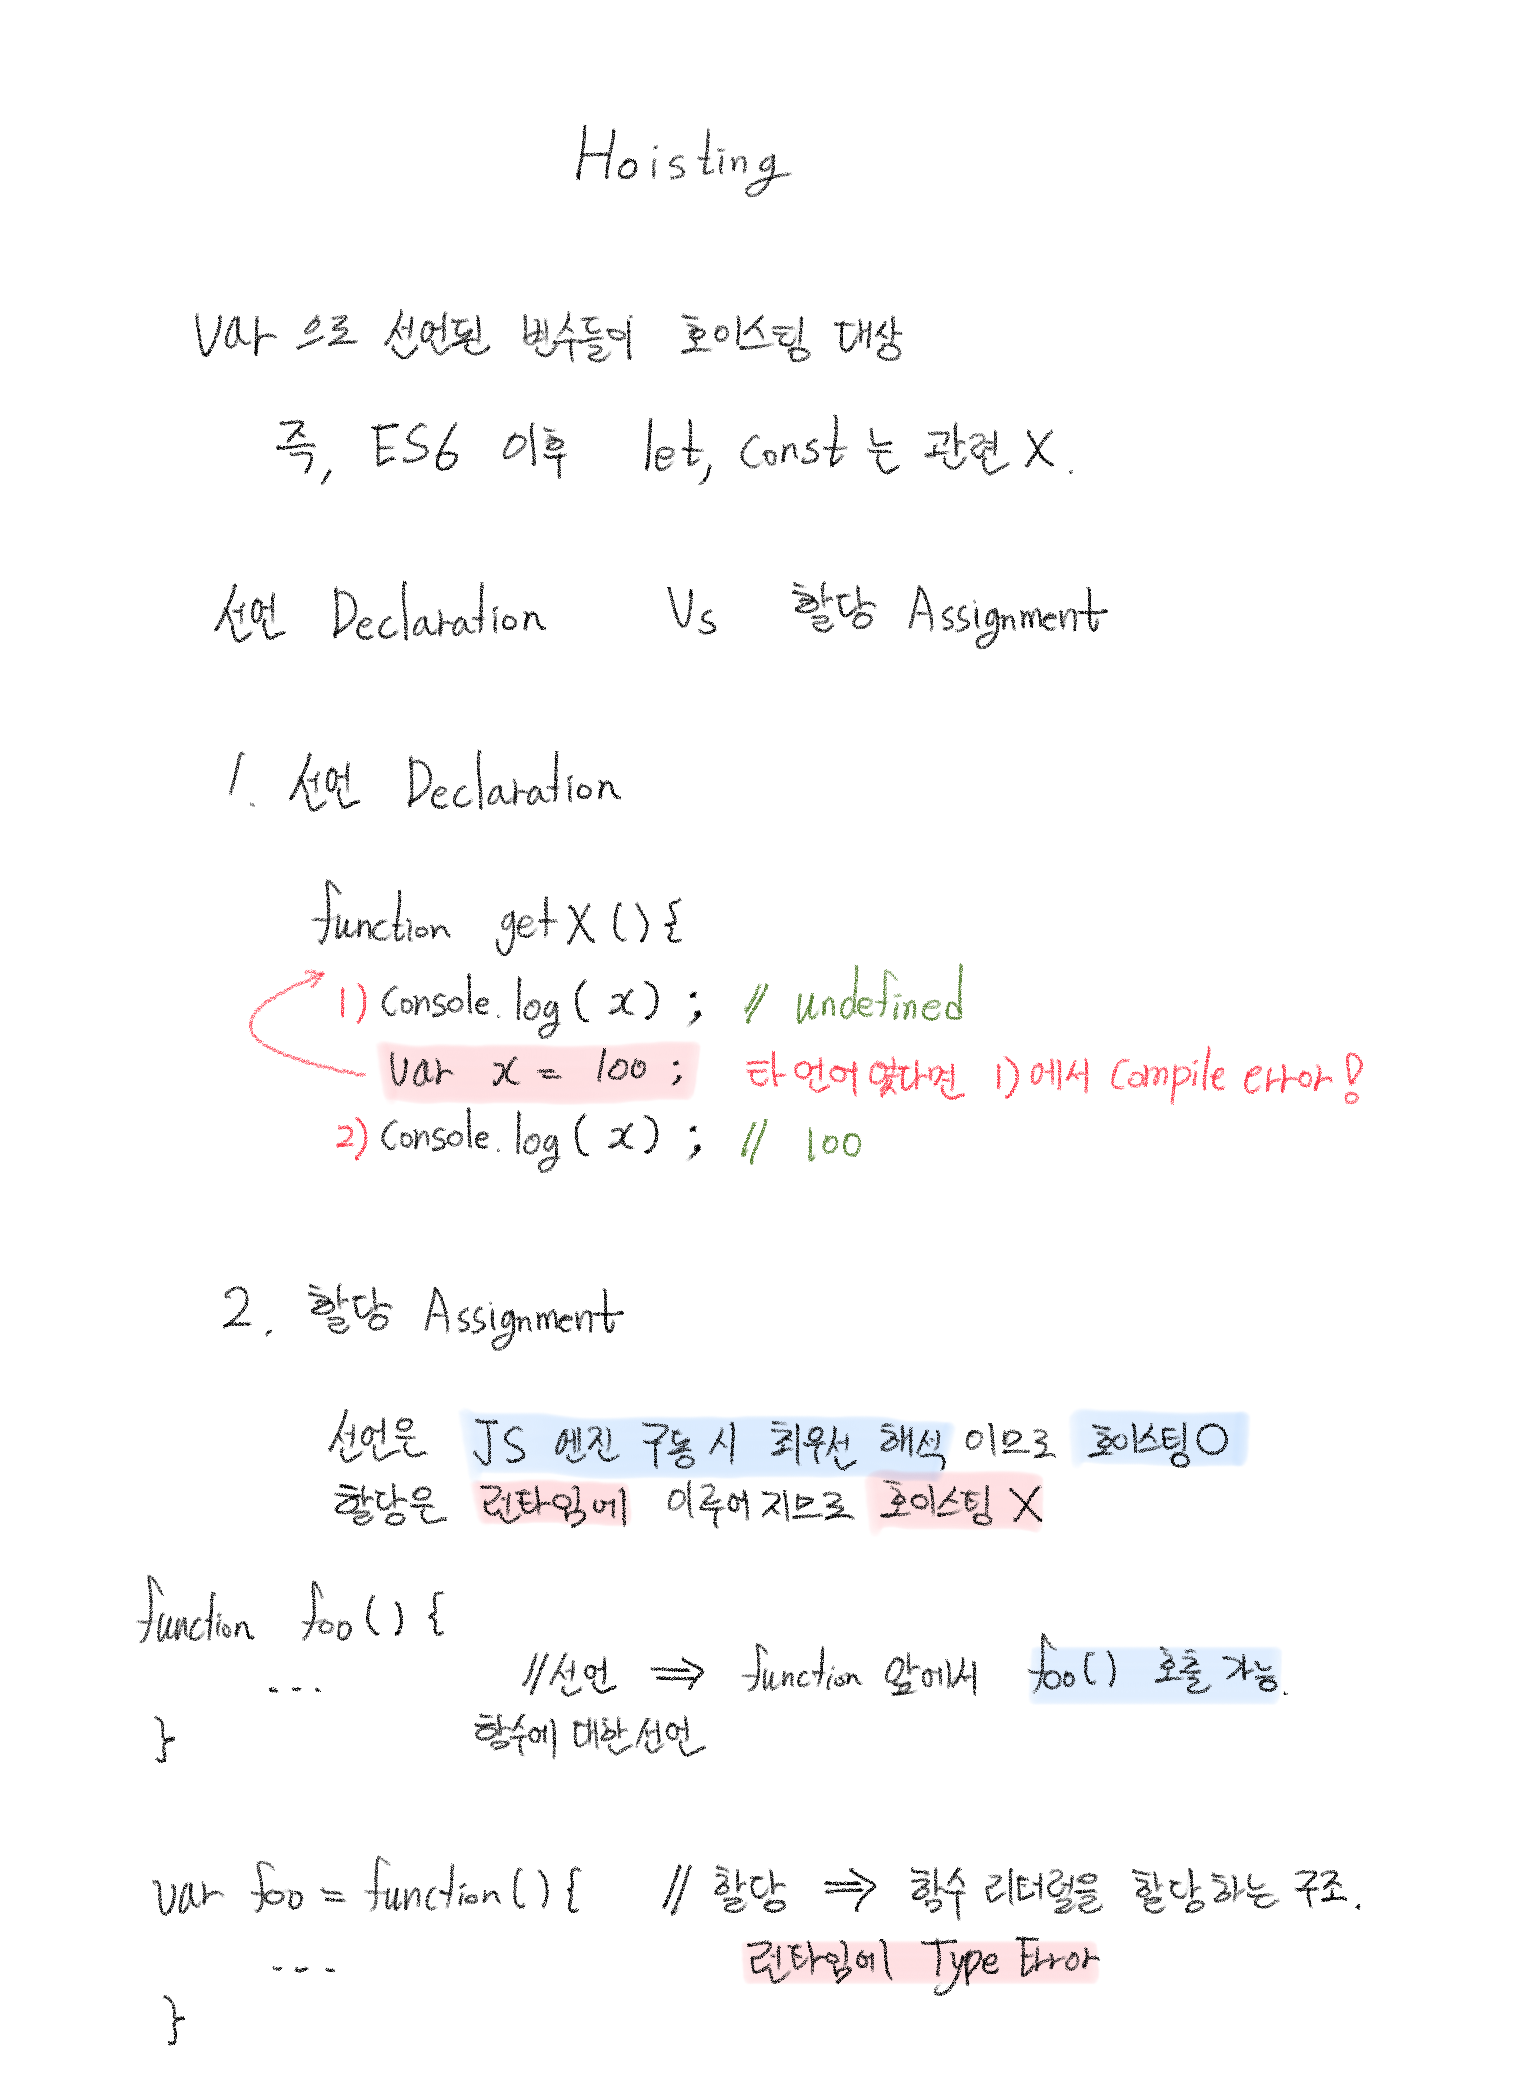 Hoisting
var 으로 선언된 변수들이 호이스팅 대상
즉, ES6 이후 let, const 는 관련 X.
선언 Declaration Vs 할당 Assignment
1. 선언 Declaration
function getX(){
1) console.log(x); // undefined
var x = 100; 타 언어였다면 1)에서 Compile error!
2) console.log(x); // 100
2. 할당 Assignment
선언은 JS 엔진 구동 시 최우선 해석 이므로 호이스팅 O
할당은 런타임에 이루어지므로 호이스팅 X
function foo(){
... //선언 ⇒ function 앞에서 foo() 호출 가능.
} 함수에 대한 선언
var foo = function(){ // 할당 ⇒ 함수 리터럴을 할당하는 구조.
--- 런타임에 Type Error
}